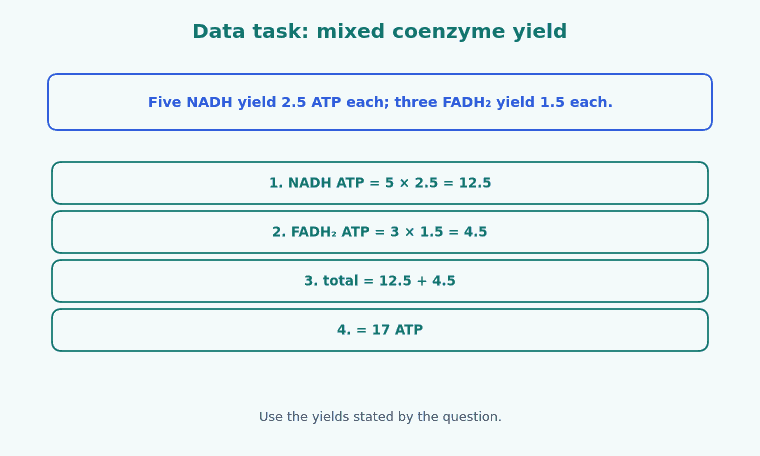 Data task: mixed coenzyme yield
Five NADH yield 2.5 ATP each; three FADH₂ yield 1.5 each.
1. NADH ATP = 5 × 2.5 = 12.5
2. FADH₂ ATP = 3 × 1.5 = 4.5
3. total = 12.5 + 4.5
4. = 17 ATP
Use the yields stated by the question.